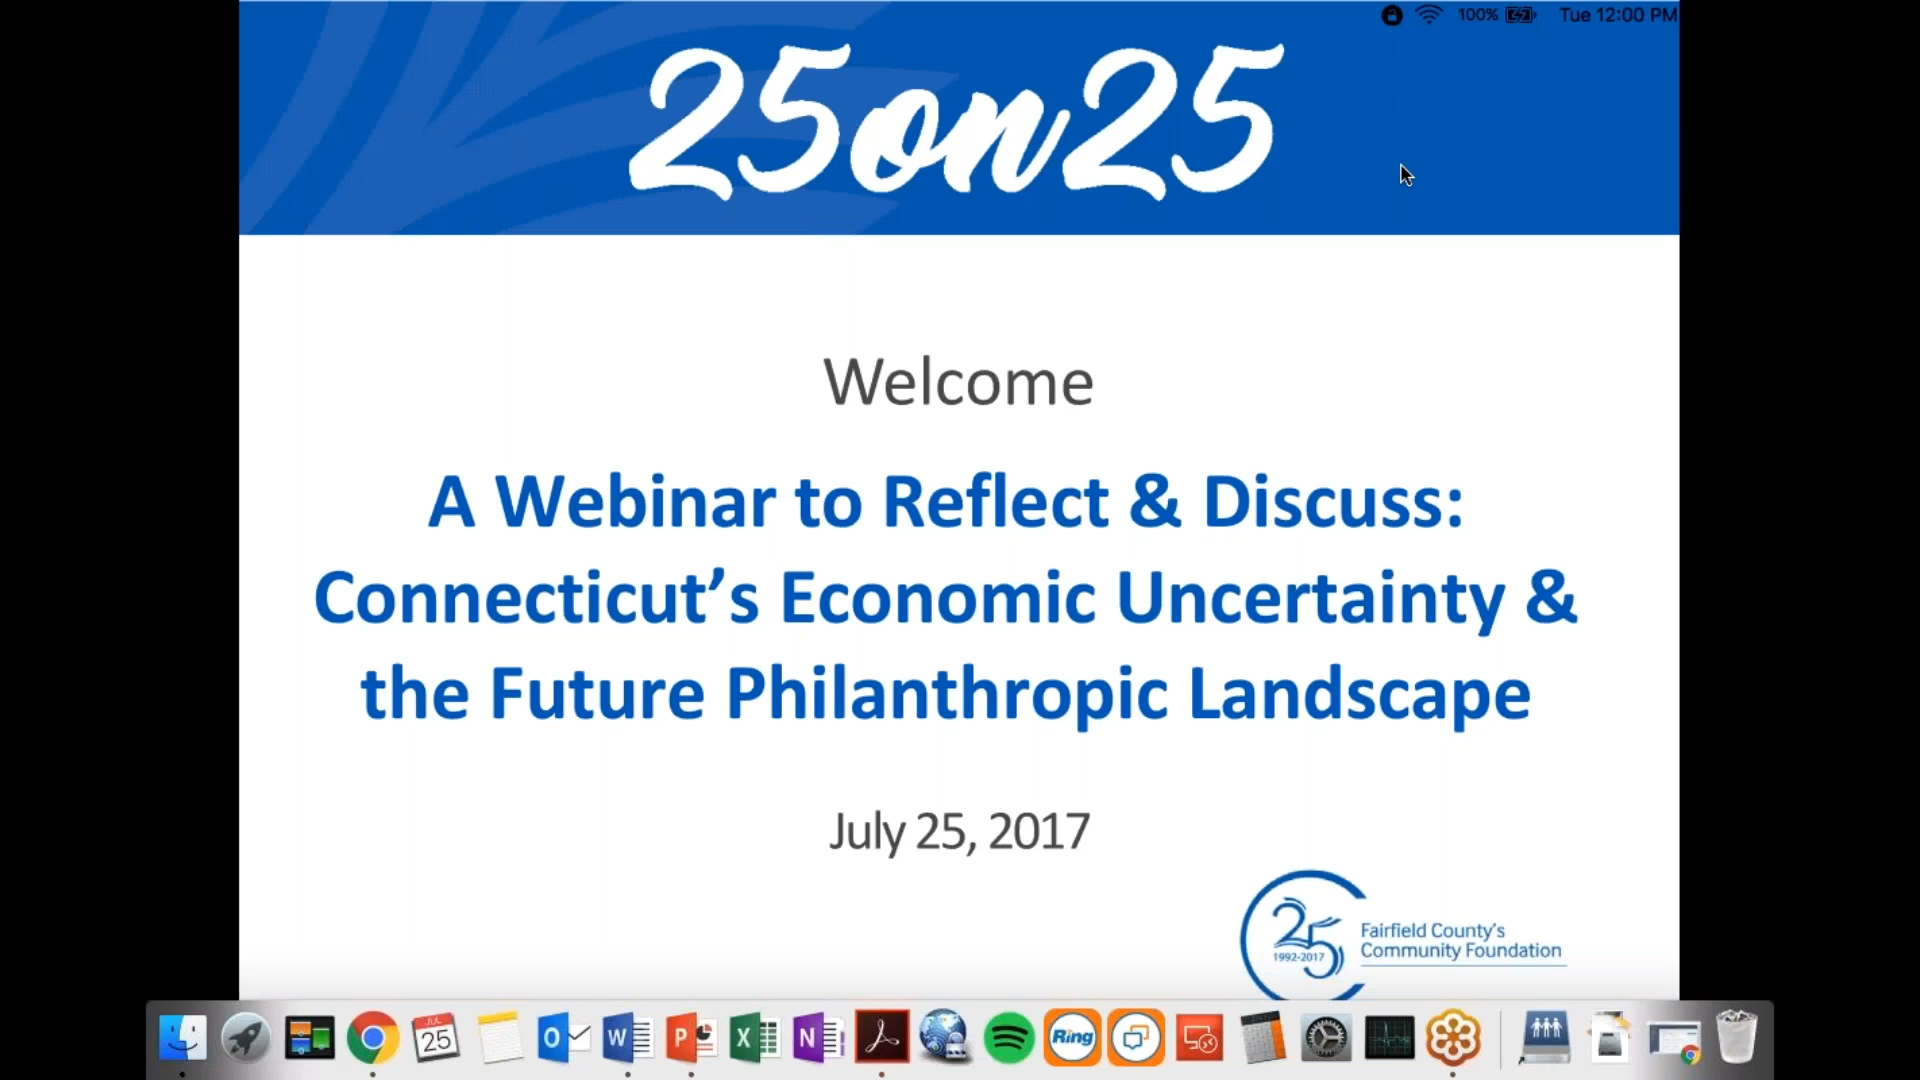 100% Tue 12:00 PM
25on25
Welcome
A Webinar to Reflect & Discuss:
Connecticut’s Economic Uncertainty &
the Future Philanthropic Landscape
July 25, 2017
25
1992-2017
Fairfield County's
Community Foundation
JUL
25
Ring